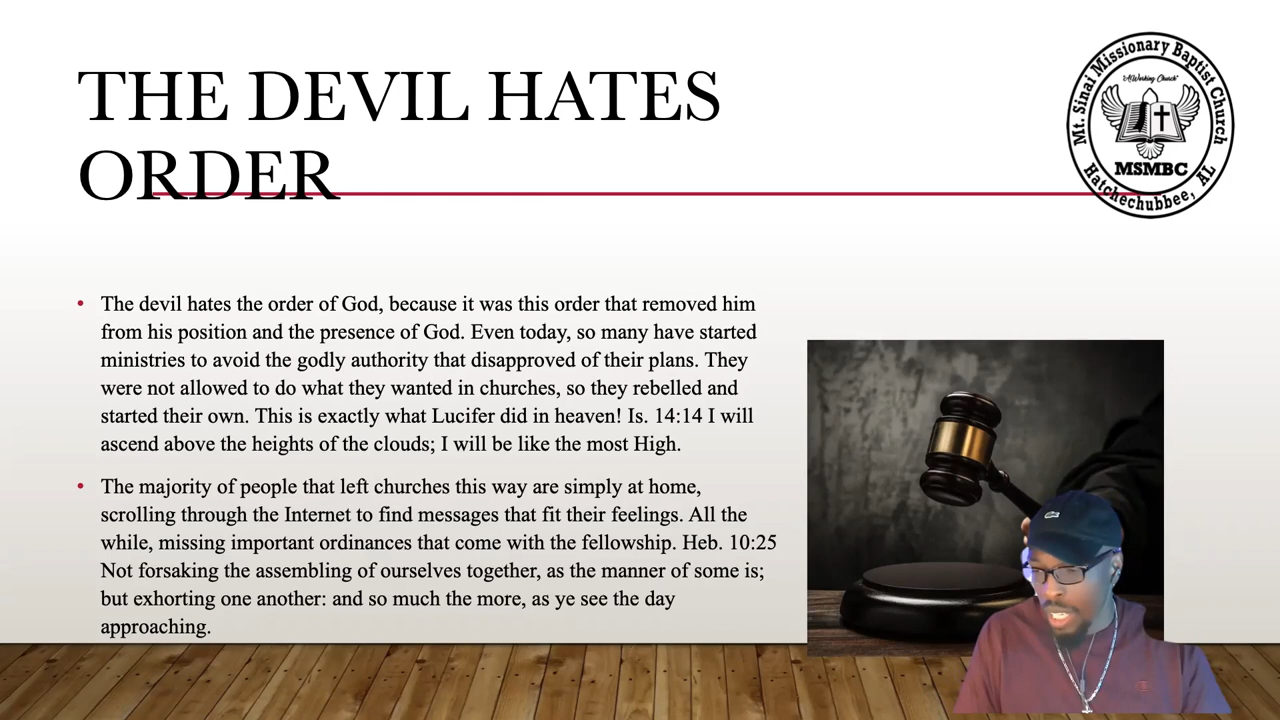 THE DEVIL HATES
ORDER
Mt. Sinai Missionary Baptist Church
"A Working Church"
MSMBC
Hatchechubbee, AL
• The devil hates the order of God, because it was this order that removed him
from his position and the presence of God. Even today, so many have started
ministries to avoid the godly authority that disapproved of their plans. They
were not allowed to do what they wanted in churches, so they rebelled and
started their own. This is exactly what Lucifer did in heaven! Is. 14:14 I will
ascend above the heights of the clouds; I will be like the most High.
• The majority of people that left churches this way are simply at home,
scrolling through the Internet to find messages that fit their feelings. All the
while, missing important ordinances that come with the fellowship. Heb. 10:25
Not forsaking the assembling of ourselves together, as the manner of some is;
but exhorting one another: and so much the more, as ye see the day
approaching.